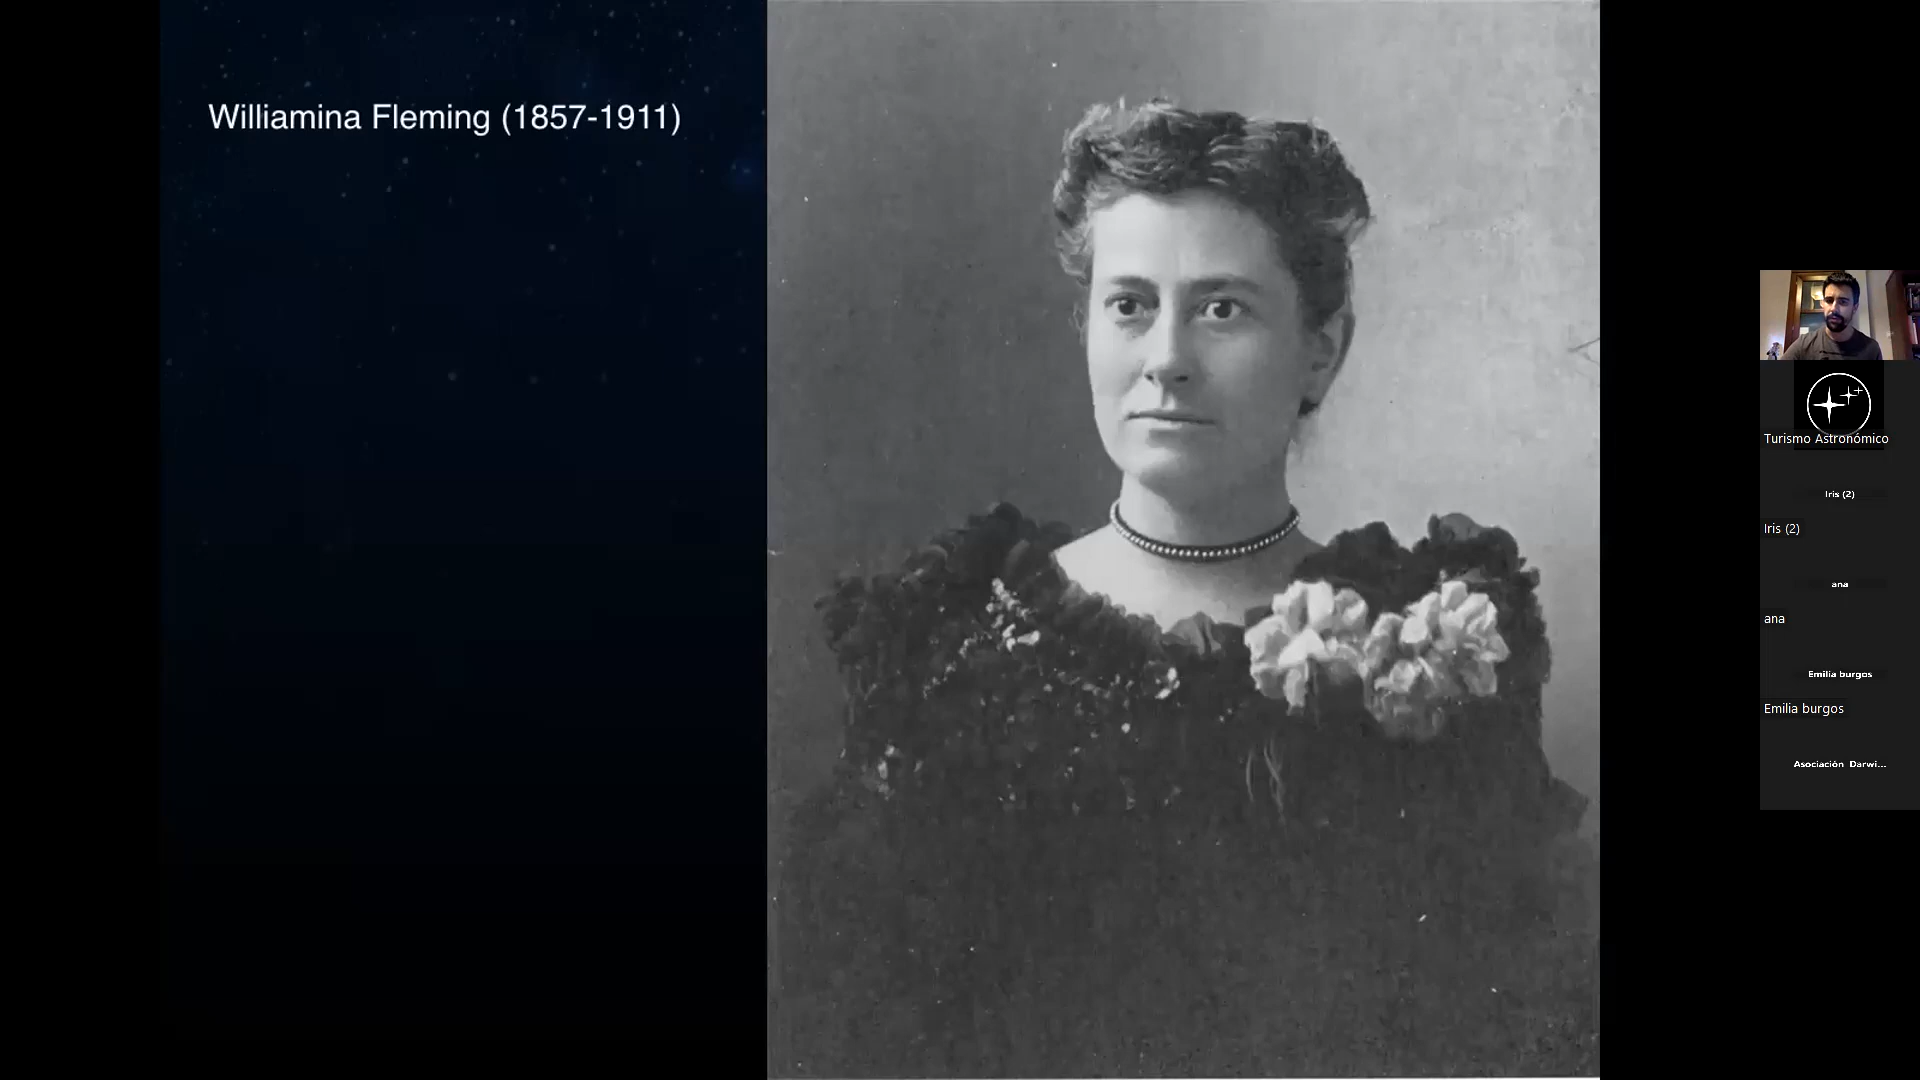 Williamina Fleming (1857-1911)
Turismo Astronómico
Iris (2)
Iris (2)
ana
ana
Emilia burgos
Emilia burgos
Asociación Darwi...